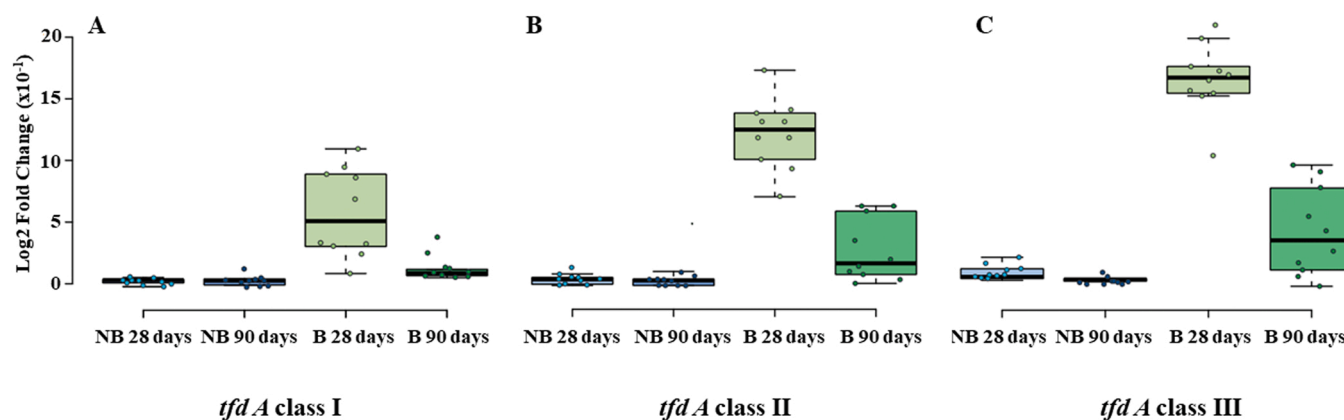 A
B
C
Log2 Fold Change (x10⁻¹)
20
15
10
5
0
NB 28 days NB 90 days B 28 days B 90 days
NB 28 days NB 90 days B 28 days B 90 days
NB 28 days NB 90 days B 28 days B 90 days
tfd A class I
tfd A class II
tfd A class III